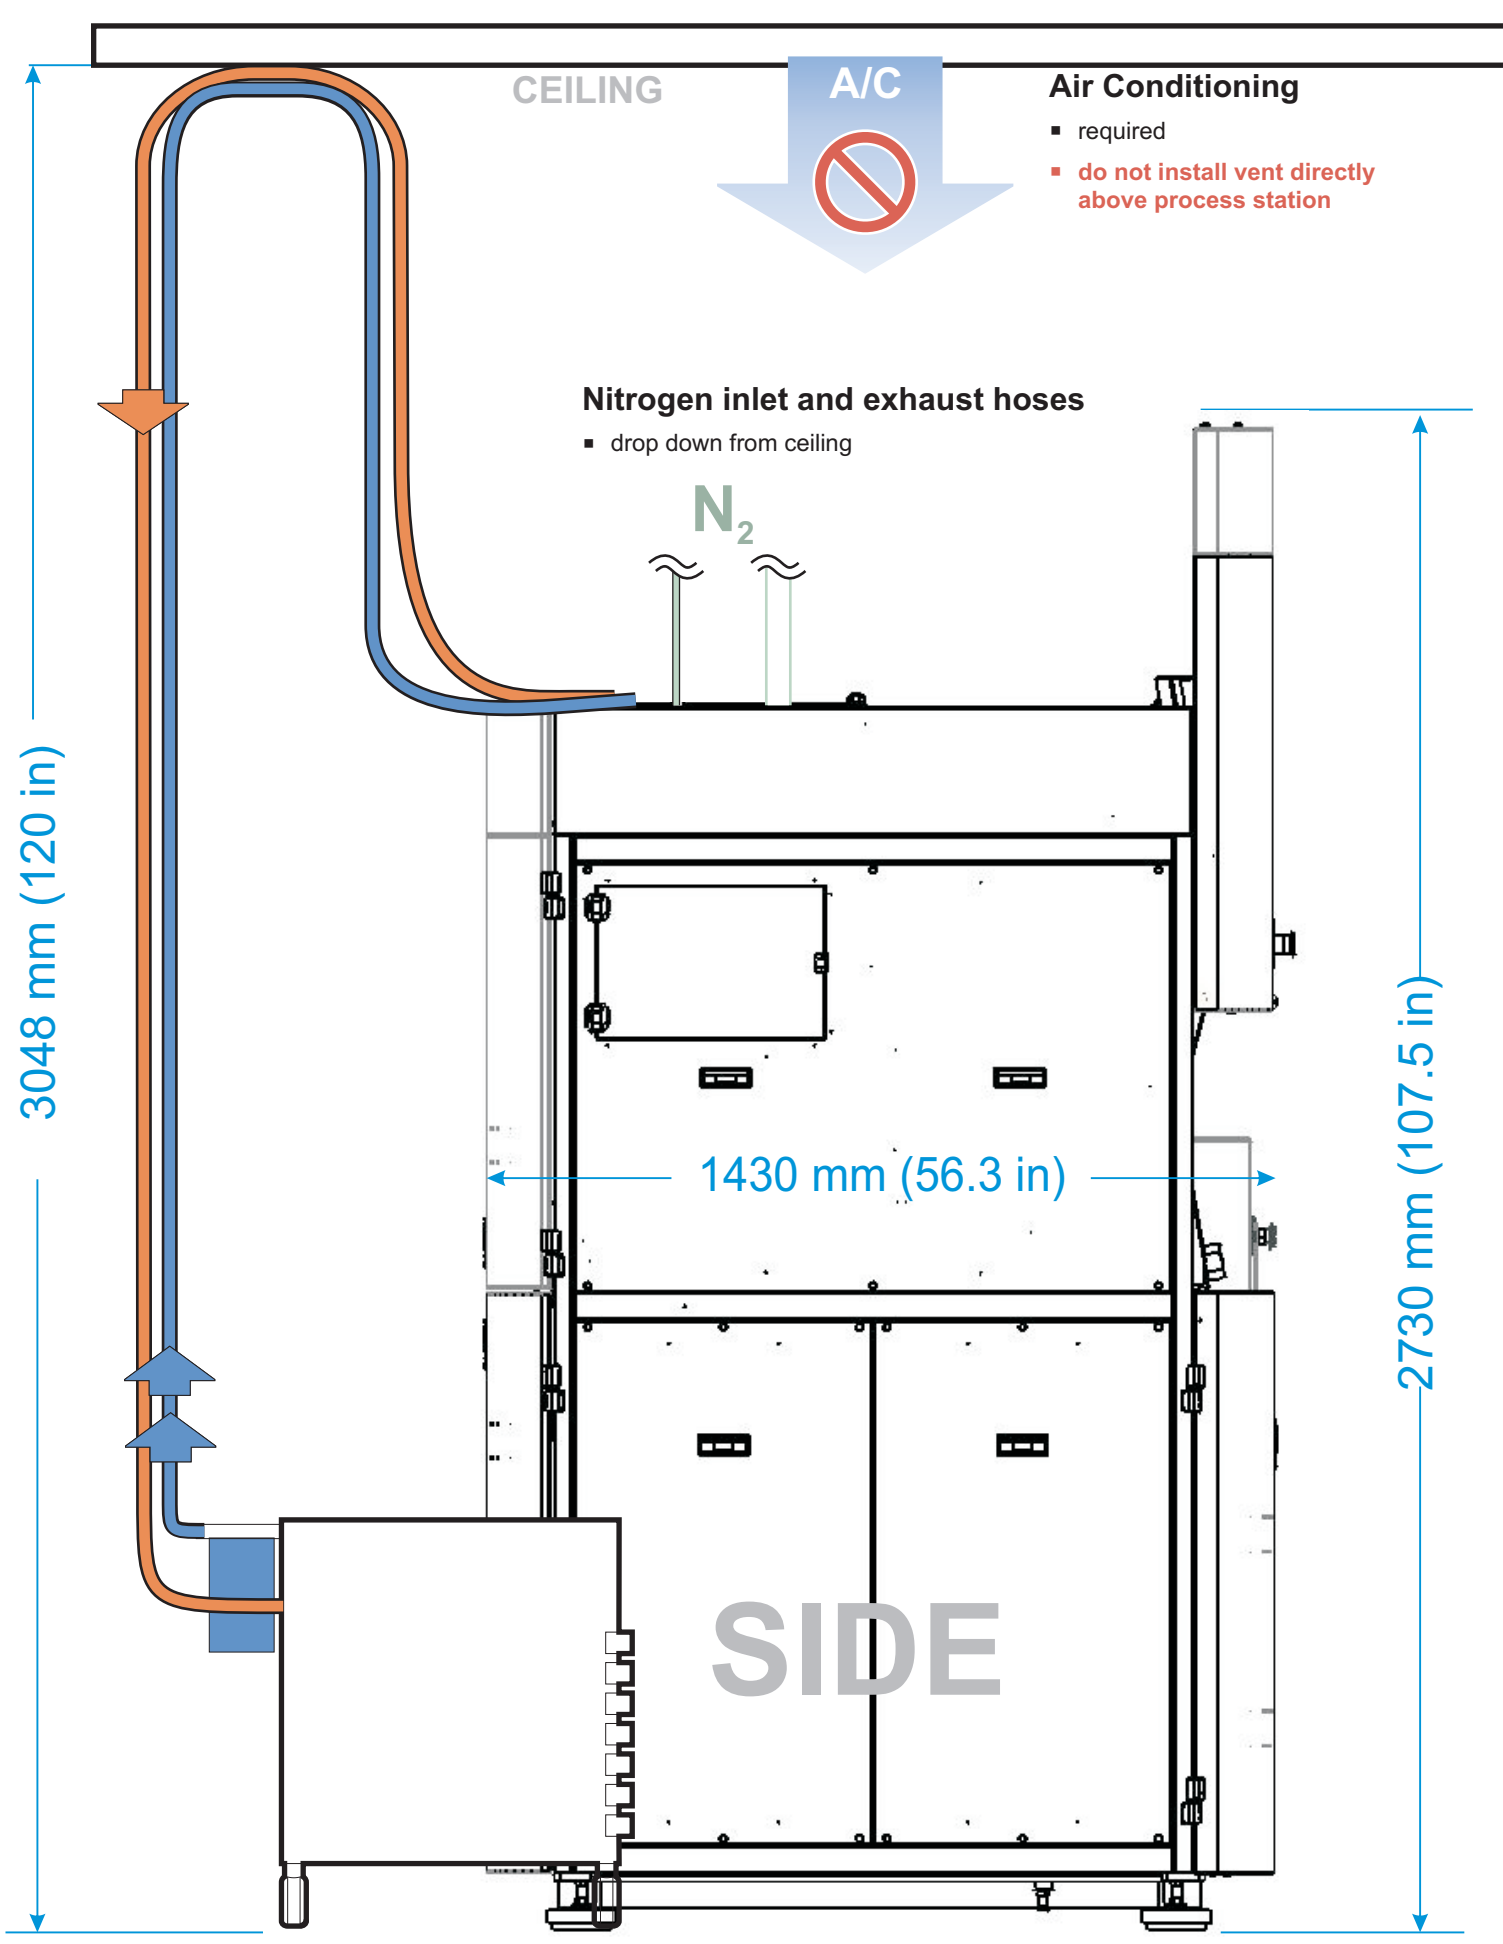 CEILING
A/C
Air Conditioning
▪ required
▪ do not install vent directly
above process station
Nitrogen inlet and exhaust hoses
▪ drop down from ceiling
N2
3048 mm (120 in)
1430 mm (56.3 in)
2730 mm (107.5 in)
SIDE